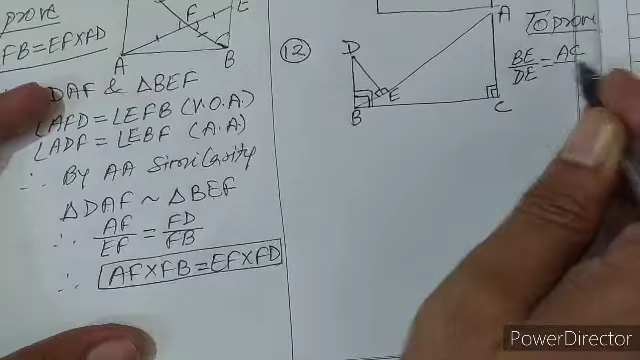 prove
FB=EF×FD
F
E
A
B
DAF & ΔBEF
∠AFD=∠EFB (V.O.A)
∠ADF=∠EBF (A.A)
∴ By AA Similarity
ΔDAF ~ ΔBEF
∴ AF/EF = FD/FB
∴ AF×FB=EF×FD
12
D
A
E
B
C
To prove
BE/DE = AC
PowerDirector